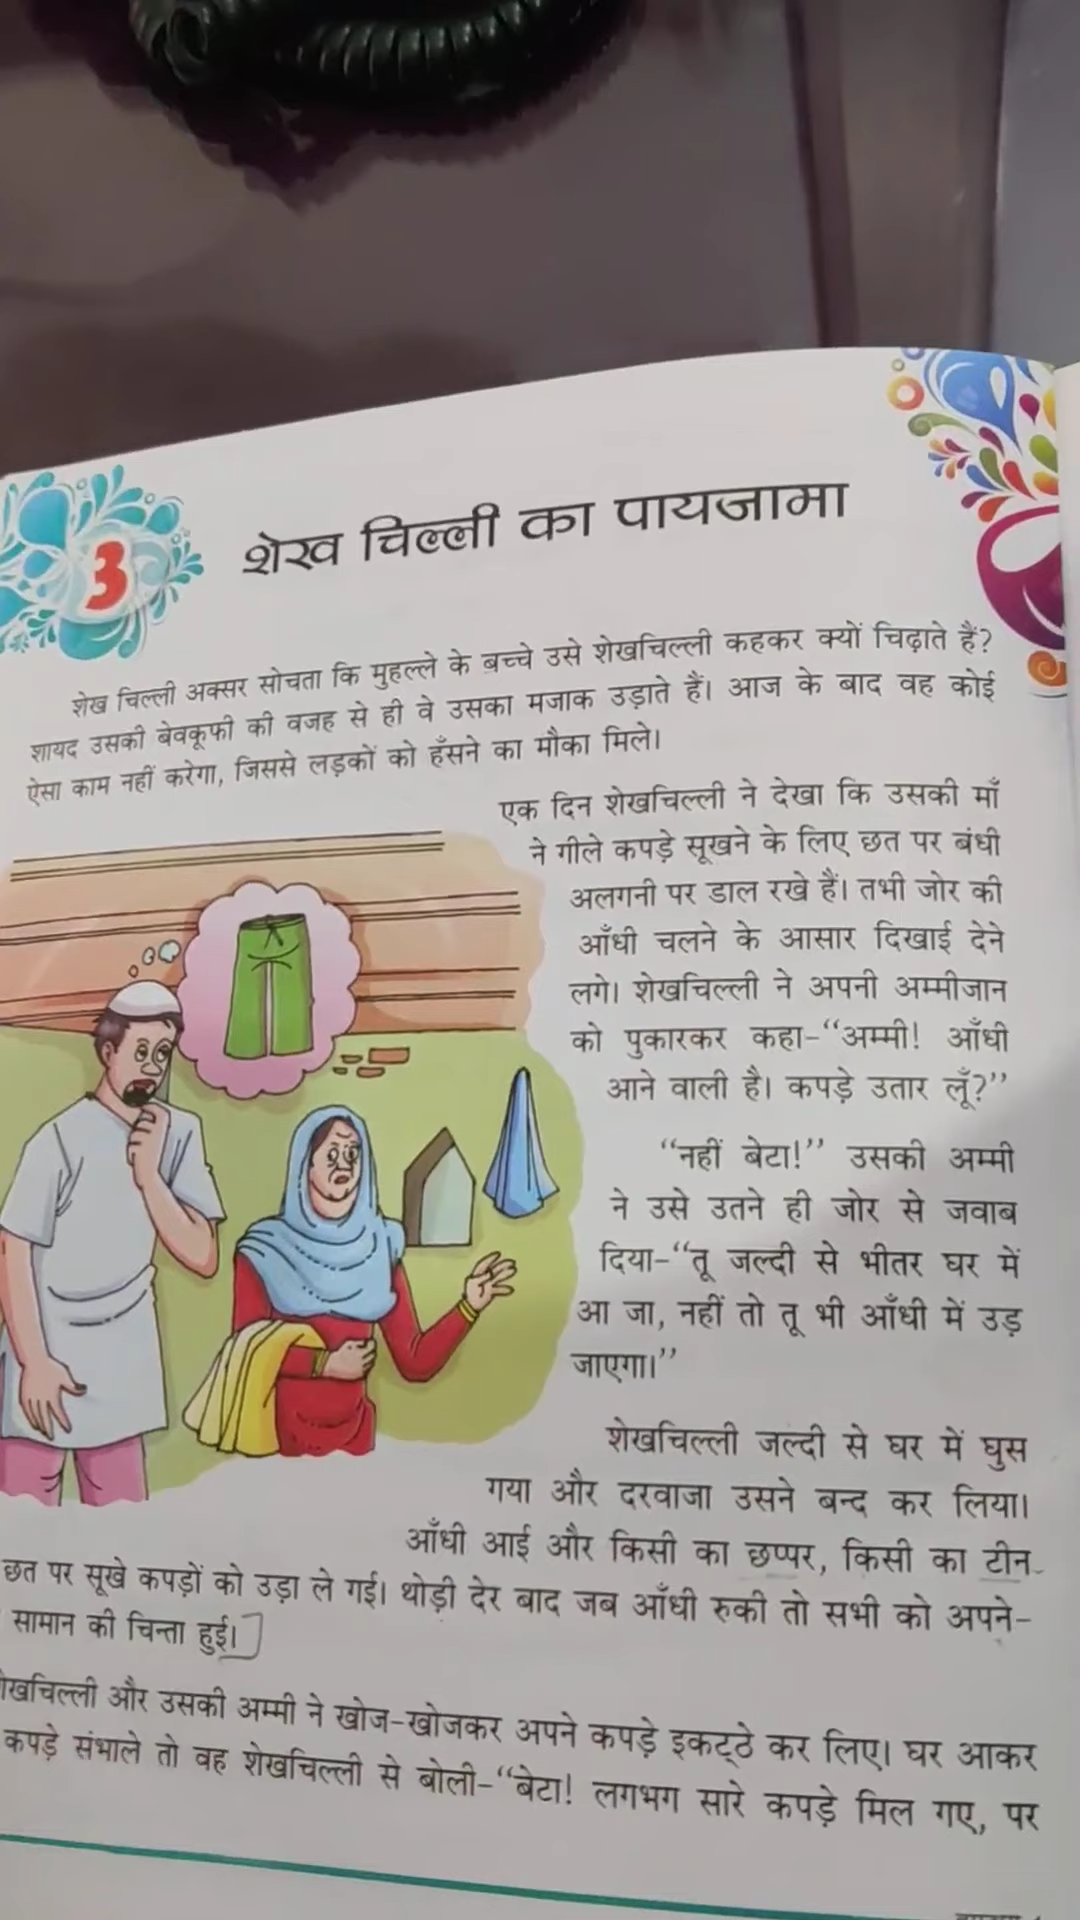 3
शेख चिल्ली का पायजामा
शेख चिल्ली अक्सर सोचता कि मुहल्ले के बच्चे उसे शेखचिल्ली कहकर क्यों चिढ़ाते हैं?
शायद उसकी बेवकूफी की वजह से ही वे उसका मजाक उड़ाते हैं। आज के बाद वह कोई
ऐसा काम नहीं करेगा, जिससे लड़कों को हँसने का मौका मिले।
एक दिन शेखचिल्ली ने देखा कि उसकी माँ
ने गीले कपड़े सूखने के लिए छत पर बंधी
अलगनी पर डाल रखे हैं। तभी जोर की
आँधी चलने के आसार दिखाई देने
लगे। शेखचिल्ली ने अपनी अम्मीजान
को पुकारकर कहा-“अम्मी! आँधी
आने वाली है। कपड़े उतार लूँ?”
“नहीं बेटा!” उसकी अम्मी
ने उसे उतने ही जोर से जवाब
दिया-“तू जल्दी से भीतर घर में
आ जा, नहीं तो तू भी आँधी में उड़
जाएगा।”
शेखचिल्ली जल्दी से घर में घुस
गया और दरवाजा उसने बन्द कर लिया।
आँधी आई और किसी का छप्पर, किसी का टीन
छत पर सूखे कपड़ों को उड़ा ले गई। थोड़ी देर बाद जब आँधी रुकी तो सभी को अपने-
सामान की चिन्ता हुई।
और उसकी अम्मी ने खोज-खोजकर अपने कपड़े इकट्ठे कर लिए। घर आकर
कपड़े संभाले तो वह शेखचिल्ली से बोली-“बेटा! लगभग सारे कपड़े मिल गए, पर